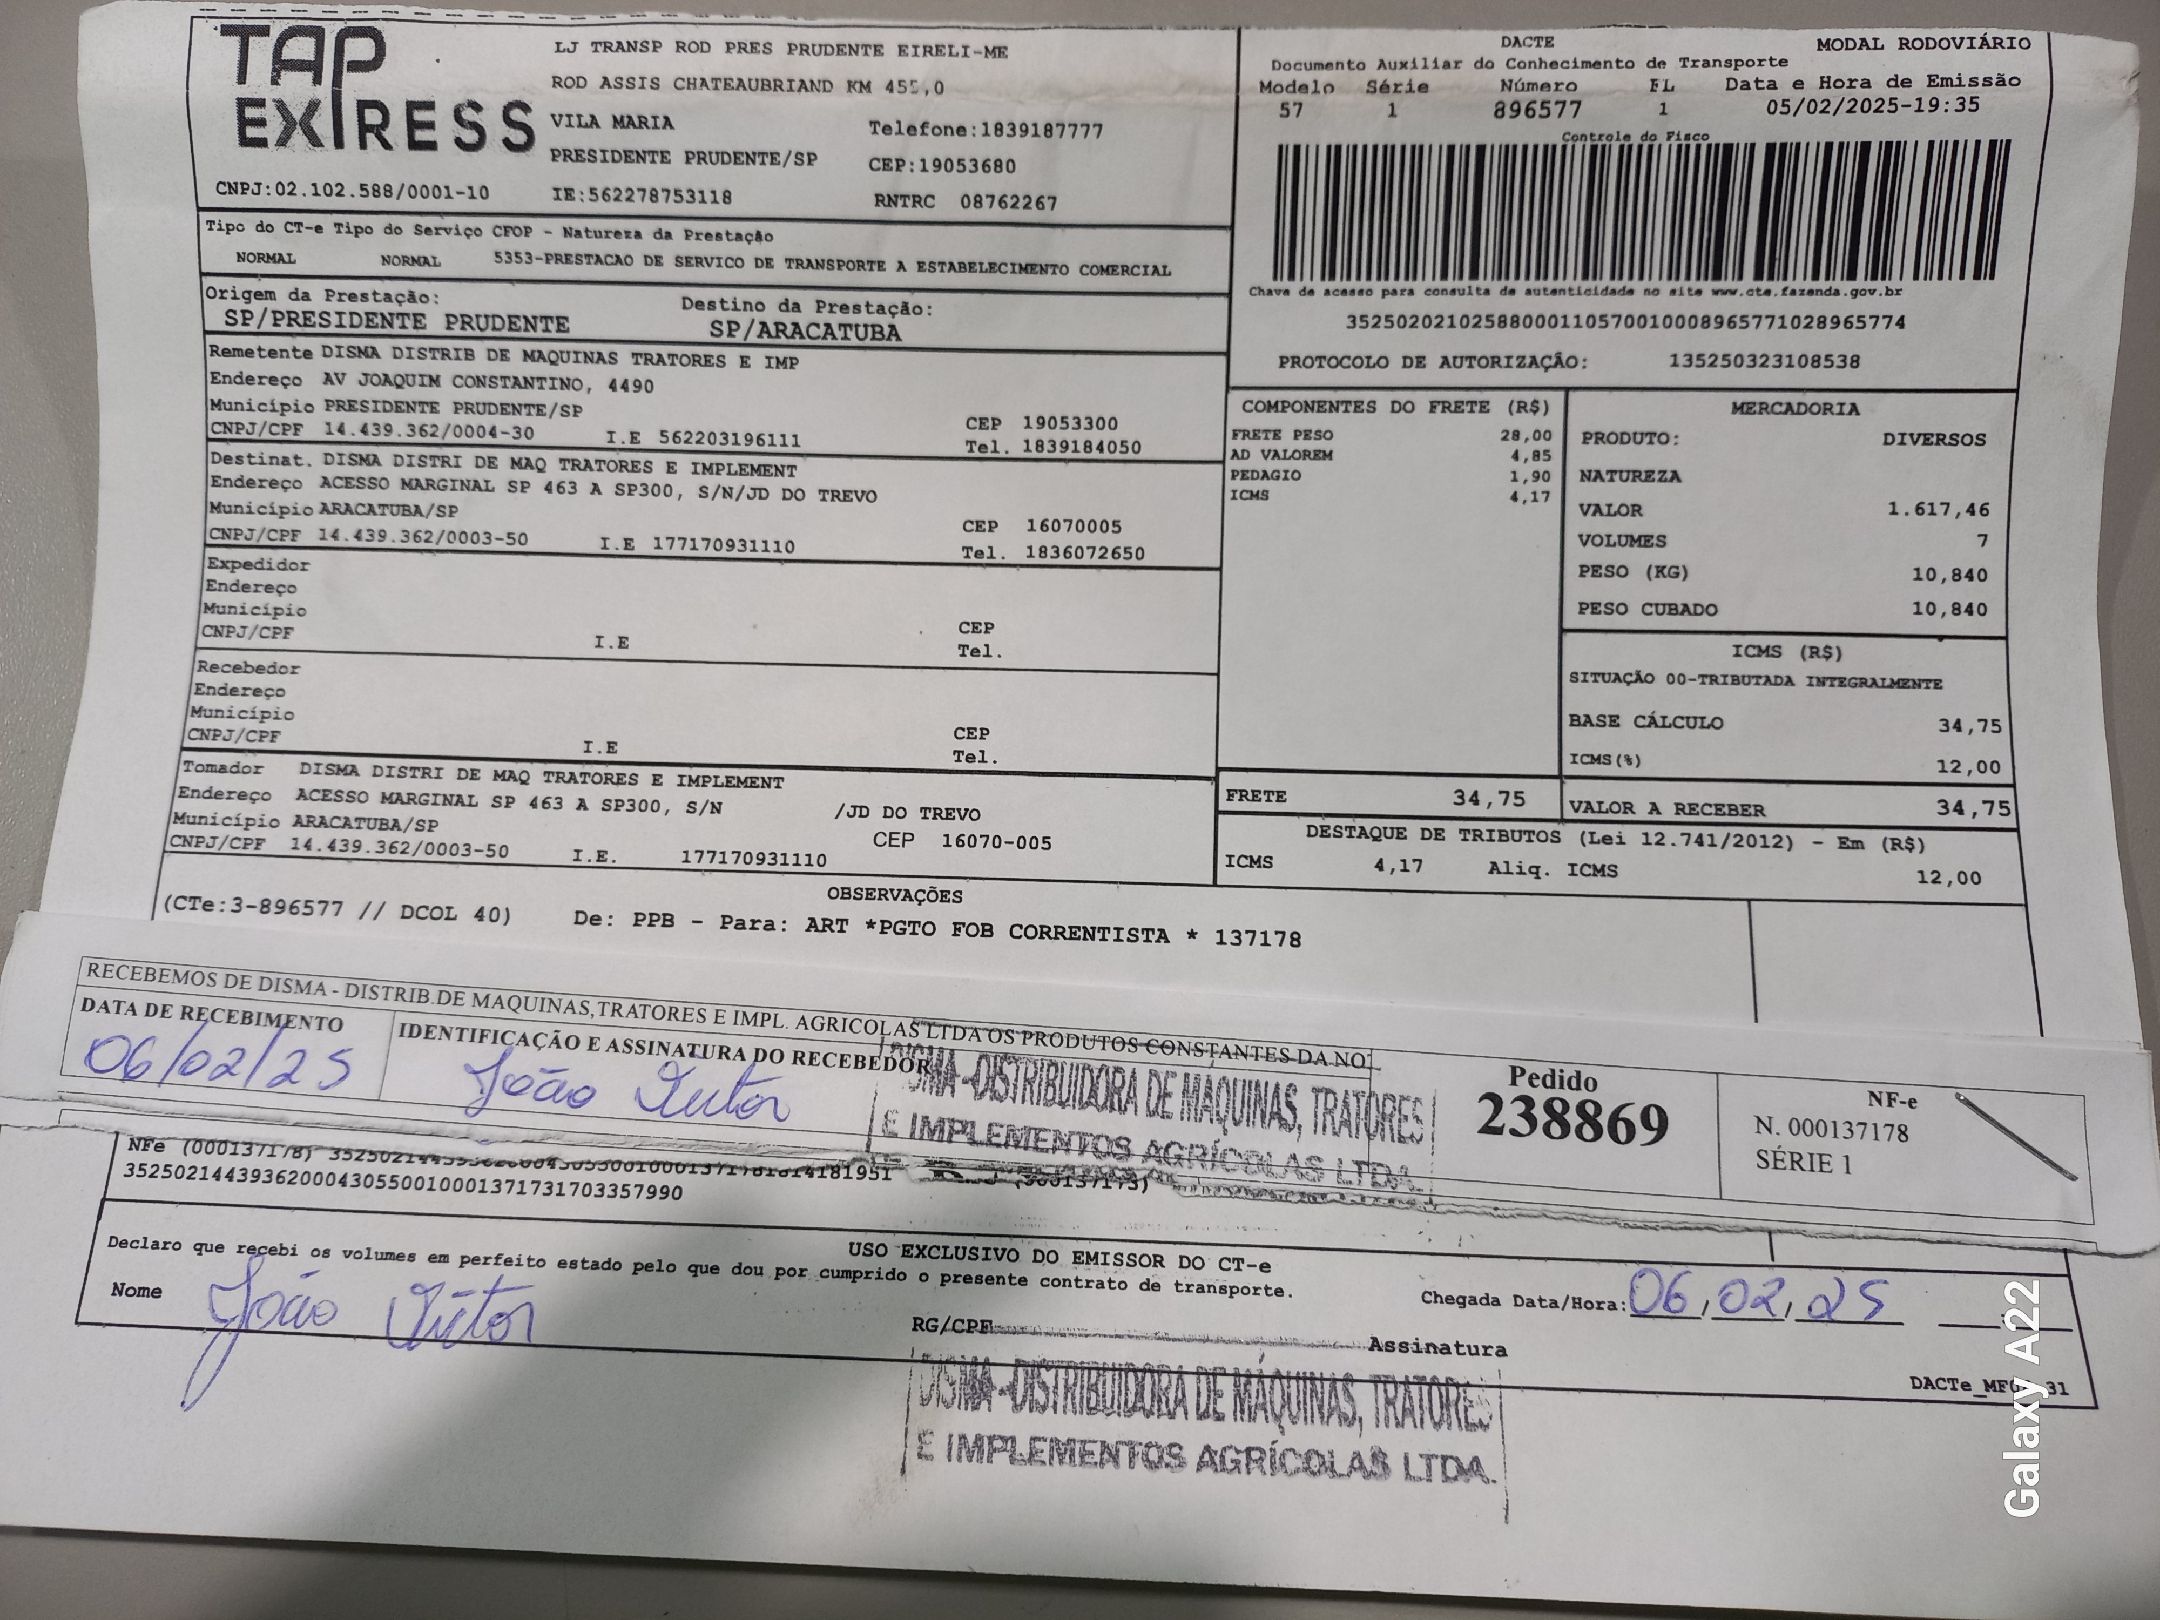 TAP EXPRESS
LJ TRANSP ROD PRES PRUDENTE EIRELI-ME
ROD ASSIS CHATEAUBRIAND KM 455,0
VILA MARIA
Telefone:1839187777
PRESIDENTE PRUDENTE/SP
CEP:19053680
CNPJ:02.102.588/0001-10
IE:562278753118
RNTRC 08762267
DACTE
MODAL RODOVIÁRIO
Documento Auxiliar do Conhecimento de Transporte
Modelo Série Número FL Data e Hora de Emissão
57 1 896577 1 05/02/2025-19:35
Controle do Fisco
Chave de acesso para consulta de autenticidade no site www.cte.fazenda.gov.br
35250202102588000110570010008965771028965774
PROTOCOLO DE AUTORIZAÇÃO: 135250323108538
Tipo do CT-e Tipo do Serviço CFOP - Natureza da Prestação
NORMAL NORMAL 5353-PRESTACAO DE SERVICO DE TRANSPORTE A ESTABELECIMENTO COMERCIAL
Origem da Prestação: Destino da Prestação:
SP/PRESIDENTE PRUDENTE SP/ARACATUBA
Remetente DISMA DISTRIB DE MAQUINAS TRATORES E IMP
Endereço AV JOAQUIM CONSTANTINO, 4490
Município PRESIDENTE PRUDENTE/SP CEP 19053300
CNPJ/CPF 14.439.362/0004-30 I.E 562203196111 Tel. 1839184050
Destinat. DISMA DISTRI DE MAQ TRATORES E IMPLEMENT
Endereço ACESSO MARGINAL SP 463 A SP300, S/N/JD DO TREVO
Município ARACATUBA/SP CEP 16070005
CNPJ/CPF 14.439.362/0003-50 I.E 177170931110 Tel. 1836072650
Expedidor
Endereço
Município CEP
CNPJ/CPF I.E Tel.
Recebedor
Endereço
Município CEP
CNPJ/CPF I.E Tel.
Tomador DISMA DISTRI DE MAQ TRATORES E IMPLEMENT
Endereço ACESSO MARGINAL SP 463 A SP300, S/N /JD DO TREVO
Município ARACATUBA/SP CEP 16070-005
CNPJ/CPF 14.439.362/0003-50 I.E. 177170931110
COMPONENTES DO FRETE (R$)
FRETE PESO 28,00
AD VALOREM 4,85
PEDAGIO 1,90
ICMS 4,17
MERCADORIA
PRODUTO: DIVERSOS
NATUREZA
VALOR 1.617,46
VOLUMES 7
PESO (KG) 10,840
PESO CUBADO 10,840
ICMS (R$)
SITUAÇÃO 00-TRIBUTADA INTEGRALMENTE
BASE CÁLCULO 34,75
ICMS(%) 12,00
FRETE 34,75
VALOR A RECEBER 34,75
DESTAQUE DE TRIBUTOS (Lei 12.741/2012) - Em (R$)
ICMS 4,17 Aliq. ICMS 12,00
OBSERVAÇÕES
(CTe:3-896577 // DCOL 40) De: PPB - Para: ART *PGTO FOB CORRENTISTA * 137178
RECEBEMOS DE DISMA - DISTRIB.DE MAQUINAS,TRATORES E IMPL. AGRICOLAS LTDA OS PRODUTOS CONSTANTES DA NO
DATA DE RECEBIMENTO
06/02/25
IDENTIFICAÇÃO E ASSINATURA DO RECEBEDOR
João Victor
DISMA - DISTRIBUIDORA DE MÁQUINAS, TRATORES
E IMPLEMENTOS AGRÍCOLAS LTDA.
Pedido
238869
NF-e
N. 000137178
SÉRIE 1
NFe (000137178)
35250214439362000430550010001371731703357990
USO EXCLUSIVO DO EMISSOR DO CT-e
Declaro que recebi os volumes em perfeito estado pelo que dou por cumprido o presente contrato de transporte.
Nome João Victor
RG/CPF
Chegada Data/Hora: 06,02,25
Assinatura
DISMA - DISTRIBUIDORA DE MÁQUINAS, TRATORES
E IMPLEMENTOS AGRÍCOLAS LTDA.
Galaxy A22